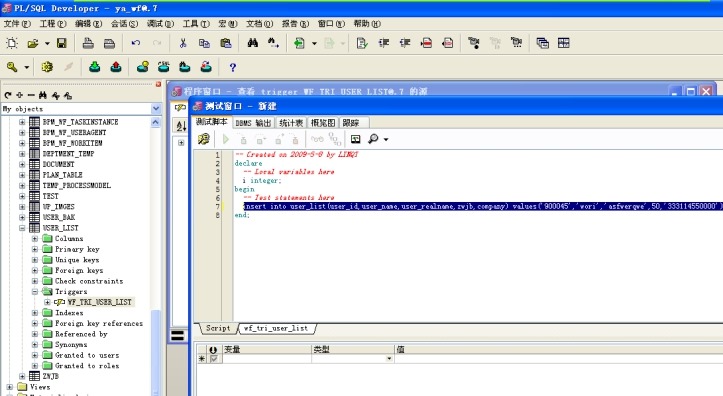 PL/SQL Developer - ya_wf@.7
文件(F) 工程(P) 编辑(E) 会话(S) 调试(D) 工具(T) 宏(M) 文档(O) 报告(R) 窗口(W) 帮助(H)
My objects
BPM_WF_TASKINSTANCE
BPM_WF_USERAGENT
BPM_WF_WORKITEM
DEPTMENT_TEMP
DOCUMENT
PLAN_TABLE
TEMP_PROCESSMODEL
TEST
UP_IMGES
USER_BAK
USER_LIST
Columns
Primary key
Unique keys
Foreign keys
Check constraints
Triggers
WF_TRI_USER_LIST
Indexes
Foreign key references
Referenced by
Synonyms
Granted to users
Granted to roles
ZWJB
Views
程序窗口 - 查看 trigger WF_TRI_USER_LIST@.7 的源
测试窗口 - 新建
测试脚本 DBMS 输出 统计表 概览图 跟踪
1 -- Created on 2009-5-8 by LIMQI
2 declare
3 -- Local variables here
4 i integer;
5 begin
6 -- Test statements here
7 insert into user_list(user_id,user_name,user_realname,zwjb,company) values('900045','wori','asfwerqwe',50,'333114550000')
8 end;
Script wf_tri_user_list
变量 类型 值